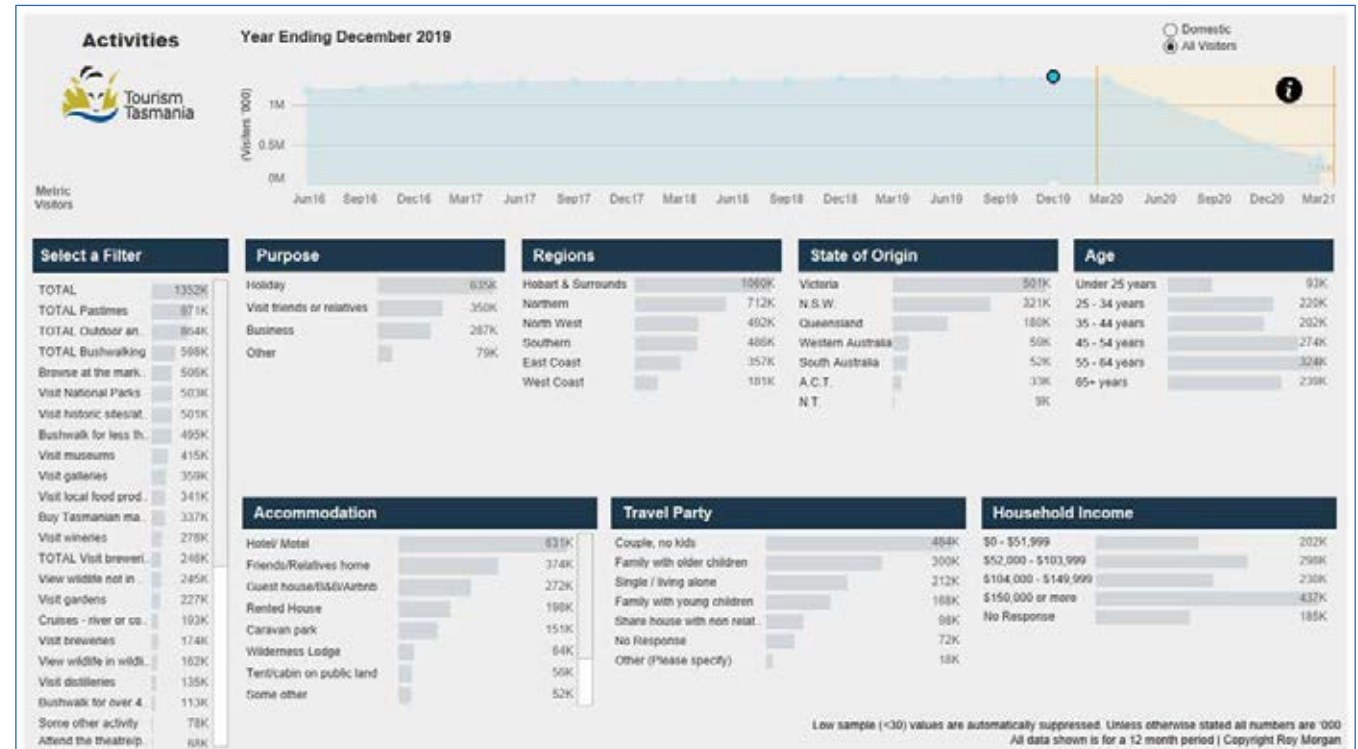 Activities
Tourism
Tasmania
Metric
Visitors
Year Ending December 2019
Domestic
All Visitors
(Visitors '000)
1M
0.5M
0M
Jun16 Sep16 Dec16 Mar17 Jun17 Sep17 Dec17 Mar18 Jun18 Sep18 Dec18 Mar19 Jun19 Sep19 Dec19 Mar20 Jun20 Sep20 Dec20 Mar21
Select a Filter
TOTAL 1352K
TOTAL Pastimes 971K
TOTAL Outdoor an.. 864K
TOTAL Bushwalking 598K
Browse at the mark.. 506K
Visit National Parks 503K
Visit historic sites/at.. 501K
Bushwalk for less th.. 495K
Visit museums 415K
Visit galleries 359K
Visit local food prod.. 341K
Buy Tasmanian ma.. 337K
Visit wineries 278K
TOTAL Visit breweri.. 248K
View wildlife not in .. 245K
Visit gardens 227K
Cruises - river or co.. 193K
Visit breweries 174K
View wildlife in wildli.. 162K
Visit distilleries 135K
Bushwalk for over 4.. 113K
Some other activity 78K
Attend the theatre/p..
Purpose
Holiday 635K
Visit friends or relatives 350K
Business 287K
Other 79K
Regions
Hobart & Surrounds 1060K
Northern 712K
North West 492K
Southern 486K
East Coast 357K
West Coast 181K
State of Origin
Victoria 501K
N.S.W. 321K
Queensland 180K
Western Australia 59K
South Australia 52K
A.C.T. 33K
N.T. 9K
Age
Under 25 years 93K
25 - 34 years 220K
35 - 44 years 202K
45 - 54 years 274K
55 - 64 years 324K
65+ years 239K
Accommodation
Hotel/ Motel 631K
Friends/Relatives home 374K
Guest house/B&B/Airbnb 272K
Rented House 198K
Caravan park 151K
Wilderness Lodge 64K
Tent/cabin on public land 56K
Some other 52K
Travel Party
Couple, no kids 484K
Family with older children 300K
Single / living alone 212K
Family with young children 168K
Share house with non relat.. 98K
No Response 72K
Other (Please specify) 18K
Household Income
$0 - $51,999 202K
$52,000 - $103,999 298K
$104,000 - $149,999 230K
$150,000 or more 437K
No Response 185K
Low sample (<30) values are automatically suppressed. Unless otherwise stated all numbers are '000
All data shown is for a 12 month period | Copyright Roy Morgan